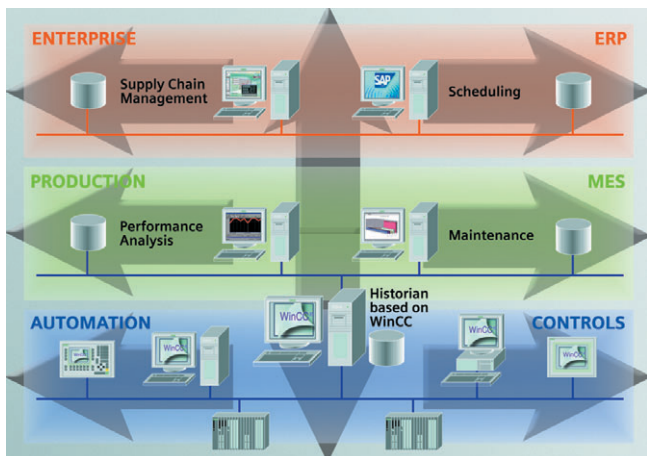 ENTERPRISE
ERP
Supply Chain
Management
SAP
Scheduling
PRODUCTION
MES
Performance
Analysis
Maintenance
Historian
based on
WinCC
AUTOMATION
WinCC
CONTROLS
WinCC
WinCC
WinCC